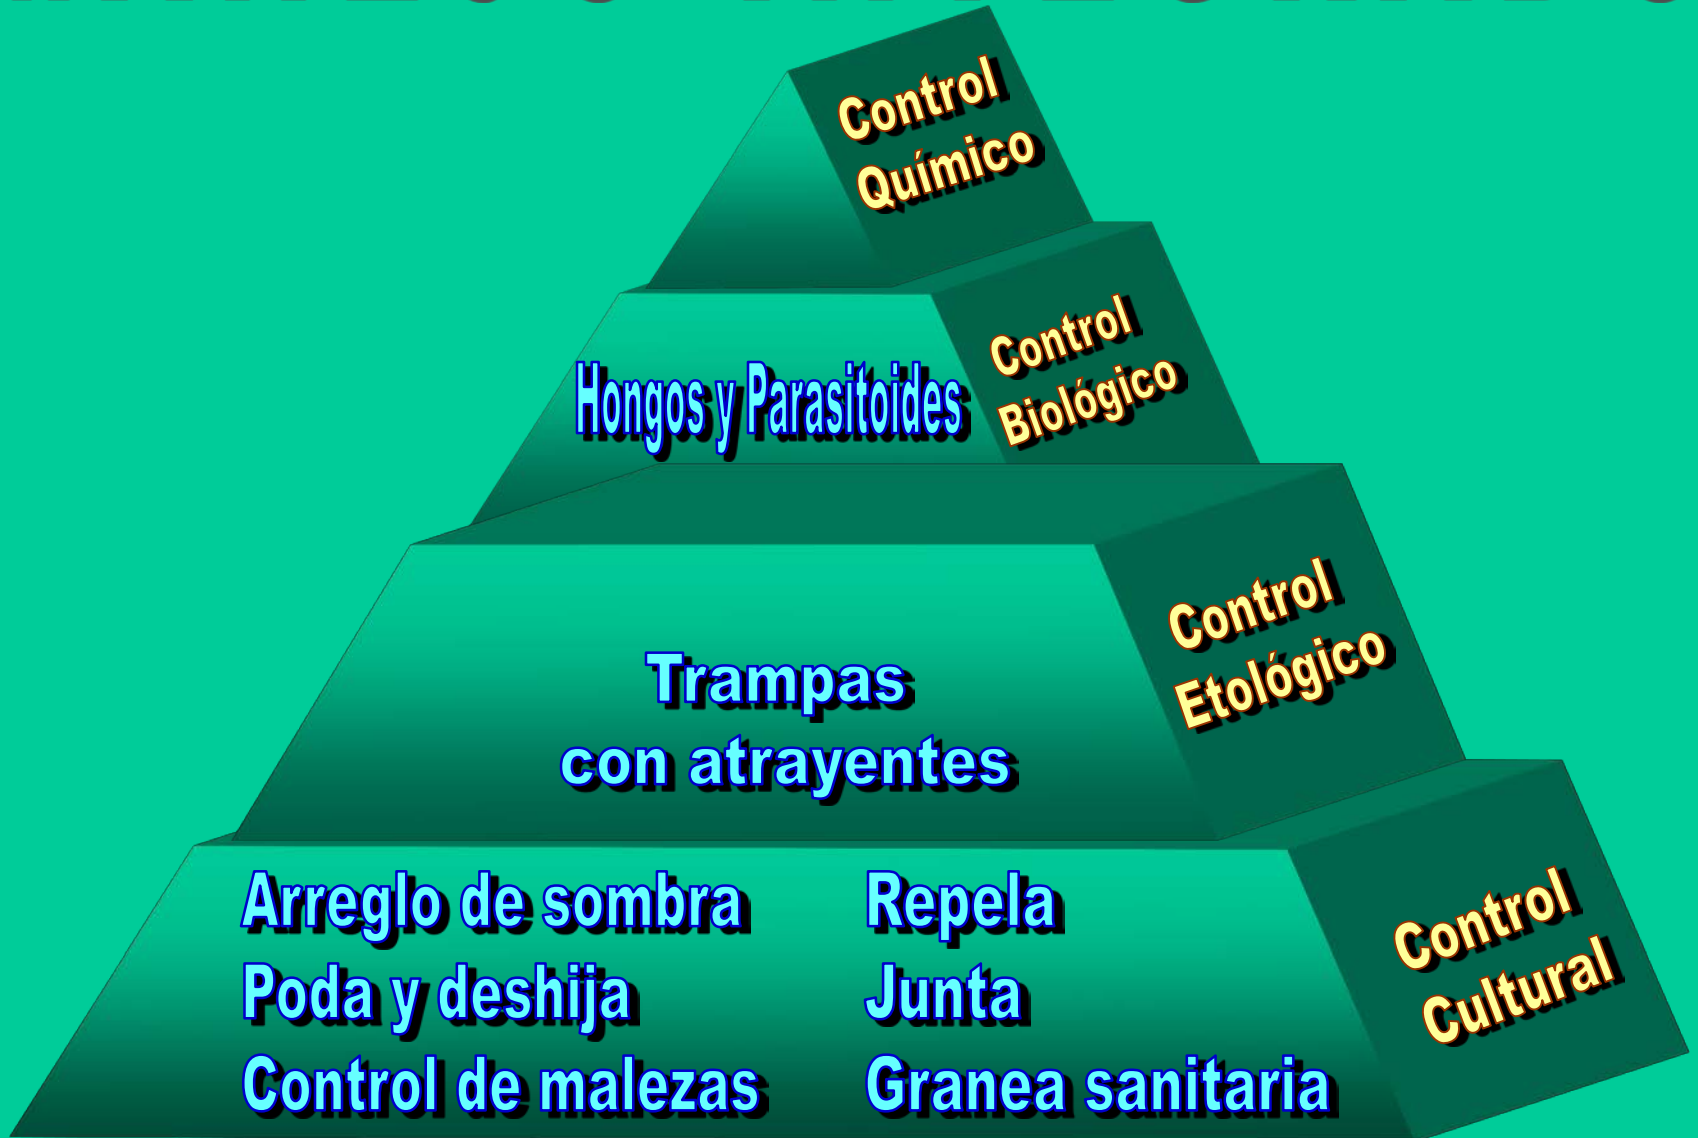 Control
Químico
Hongos y Parasitoides
Control
Biológico
Trampas
con atrayentes
Control
Etológico
Arreglo de sombra
Poda y deshija
Control de malezas
Repela
Junta
Granea sanitaria
Control
Cultural